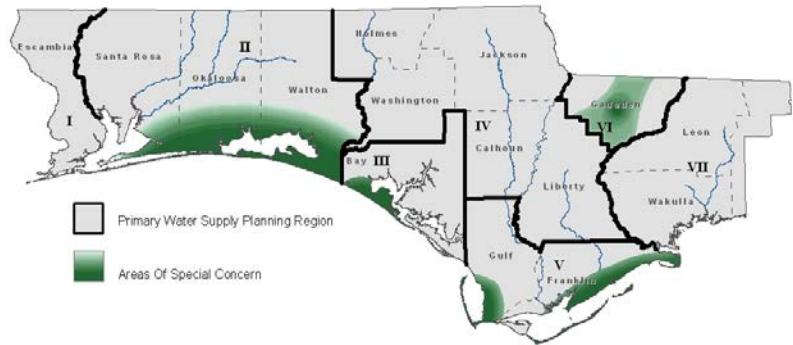 Escambia
Santa Rosa
II
Okaloosa
Walton
Holmes
Jackson
Washington
Gadsden
VI
Leon
I
IV
Calhoun
VII
Bay
III
Liberty
Wakulla
Gulf
V
Franklin
Primary Water Supply Planning Region
Areas Of Special Concern